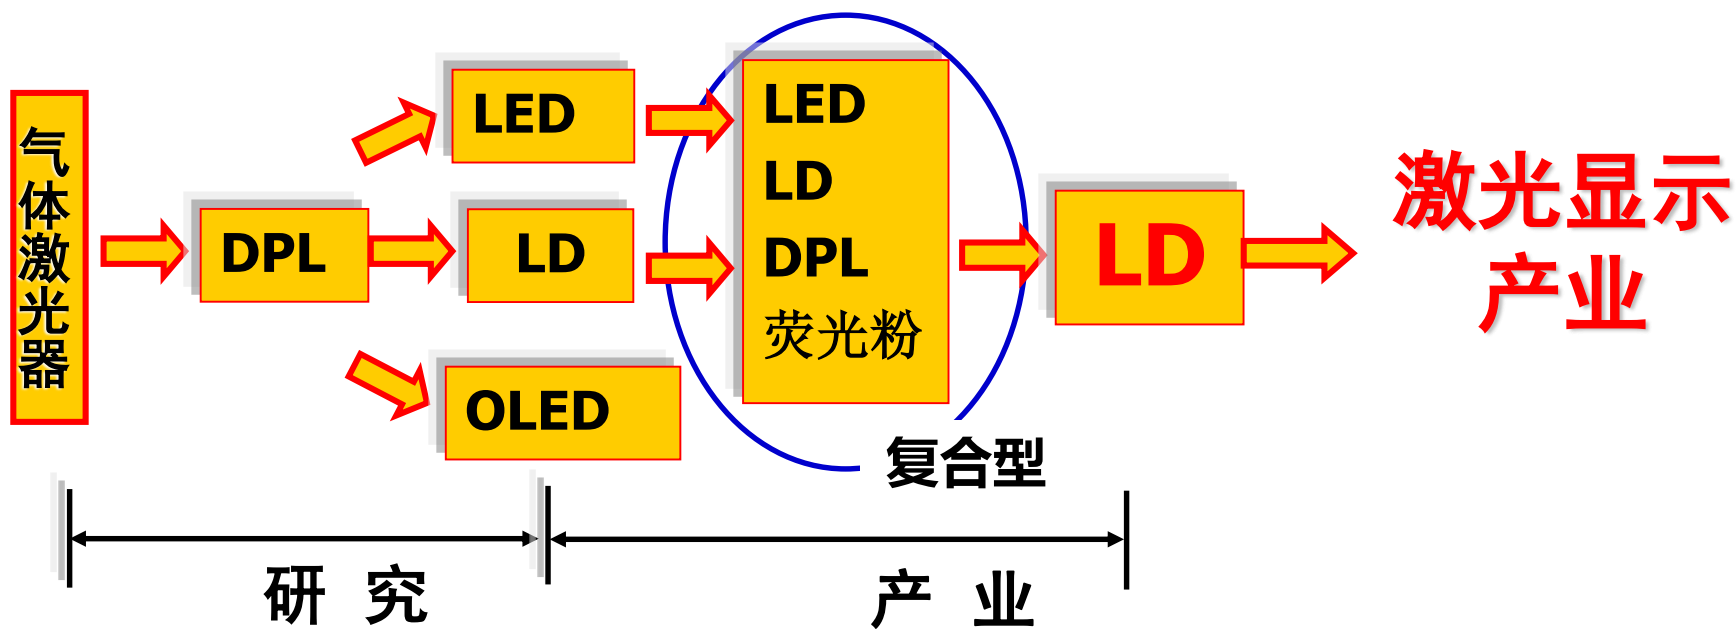 气体激光器
DPL
LED
LD
OLED
LED
LD
DPL
荧光粉
复合型
LD
激光显示
产业
研 究
产 业